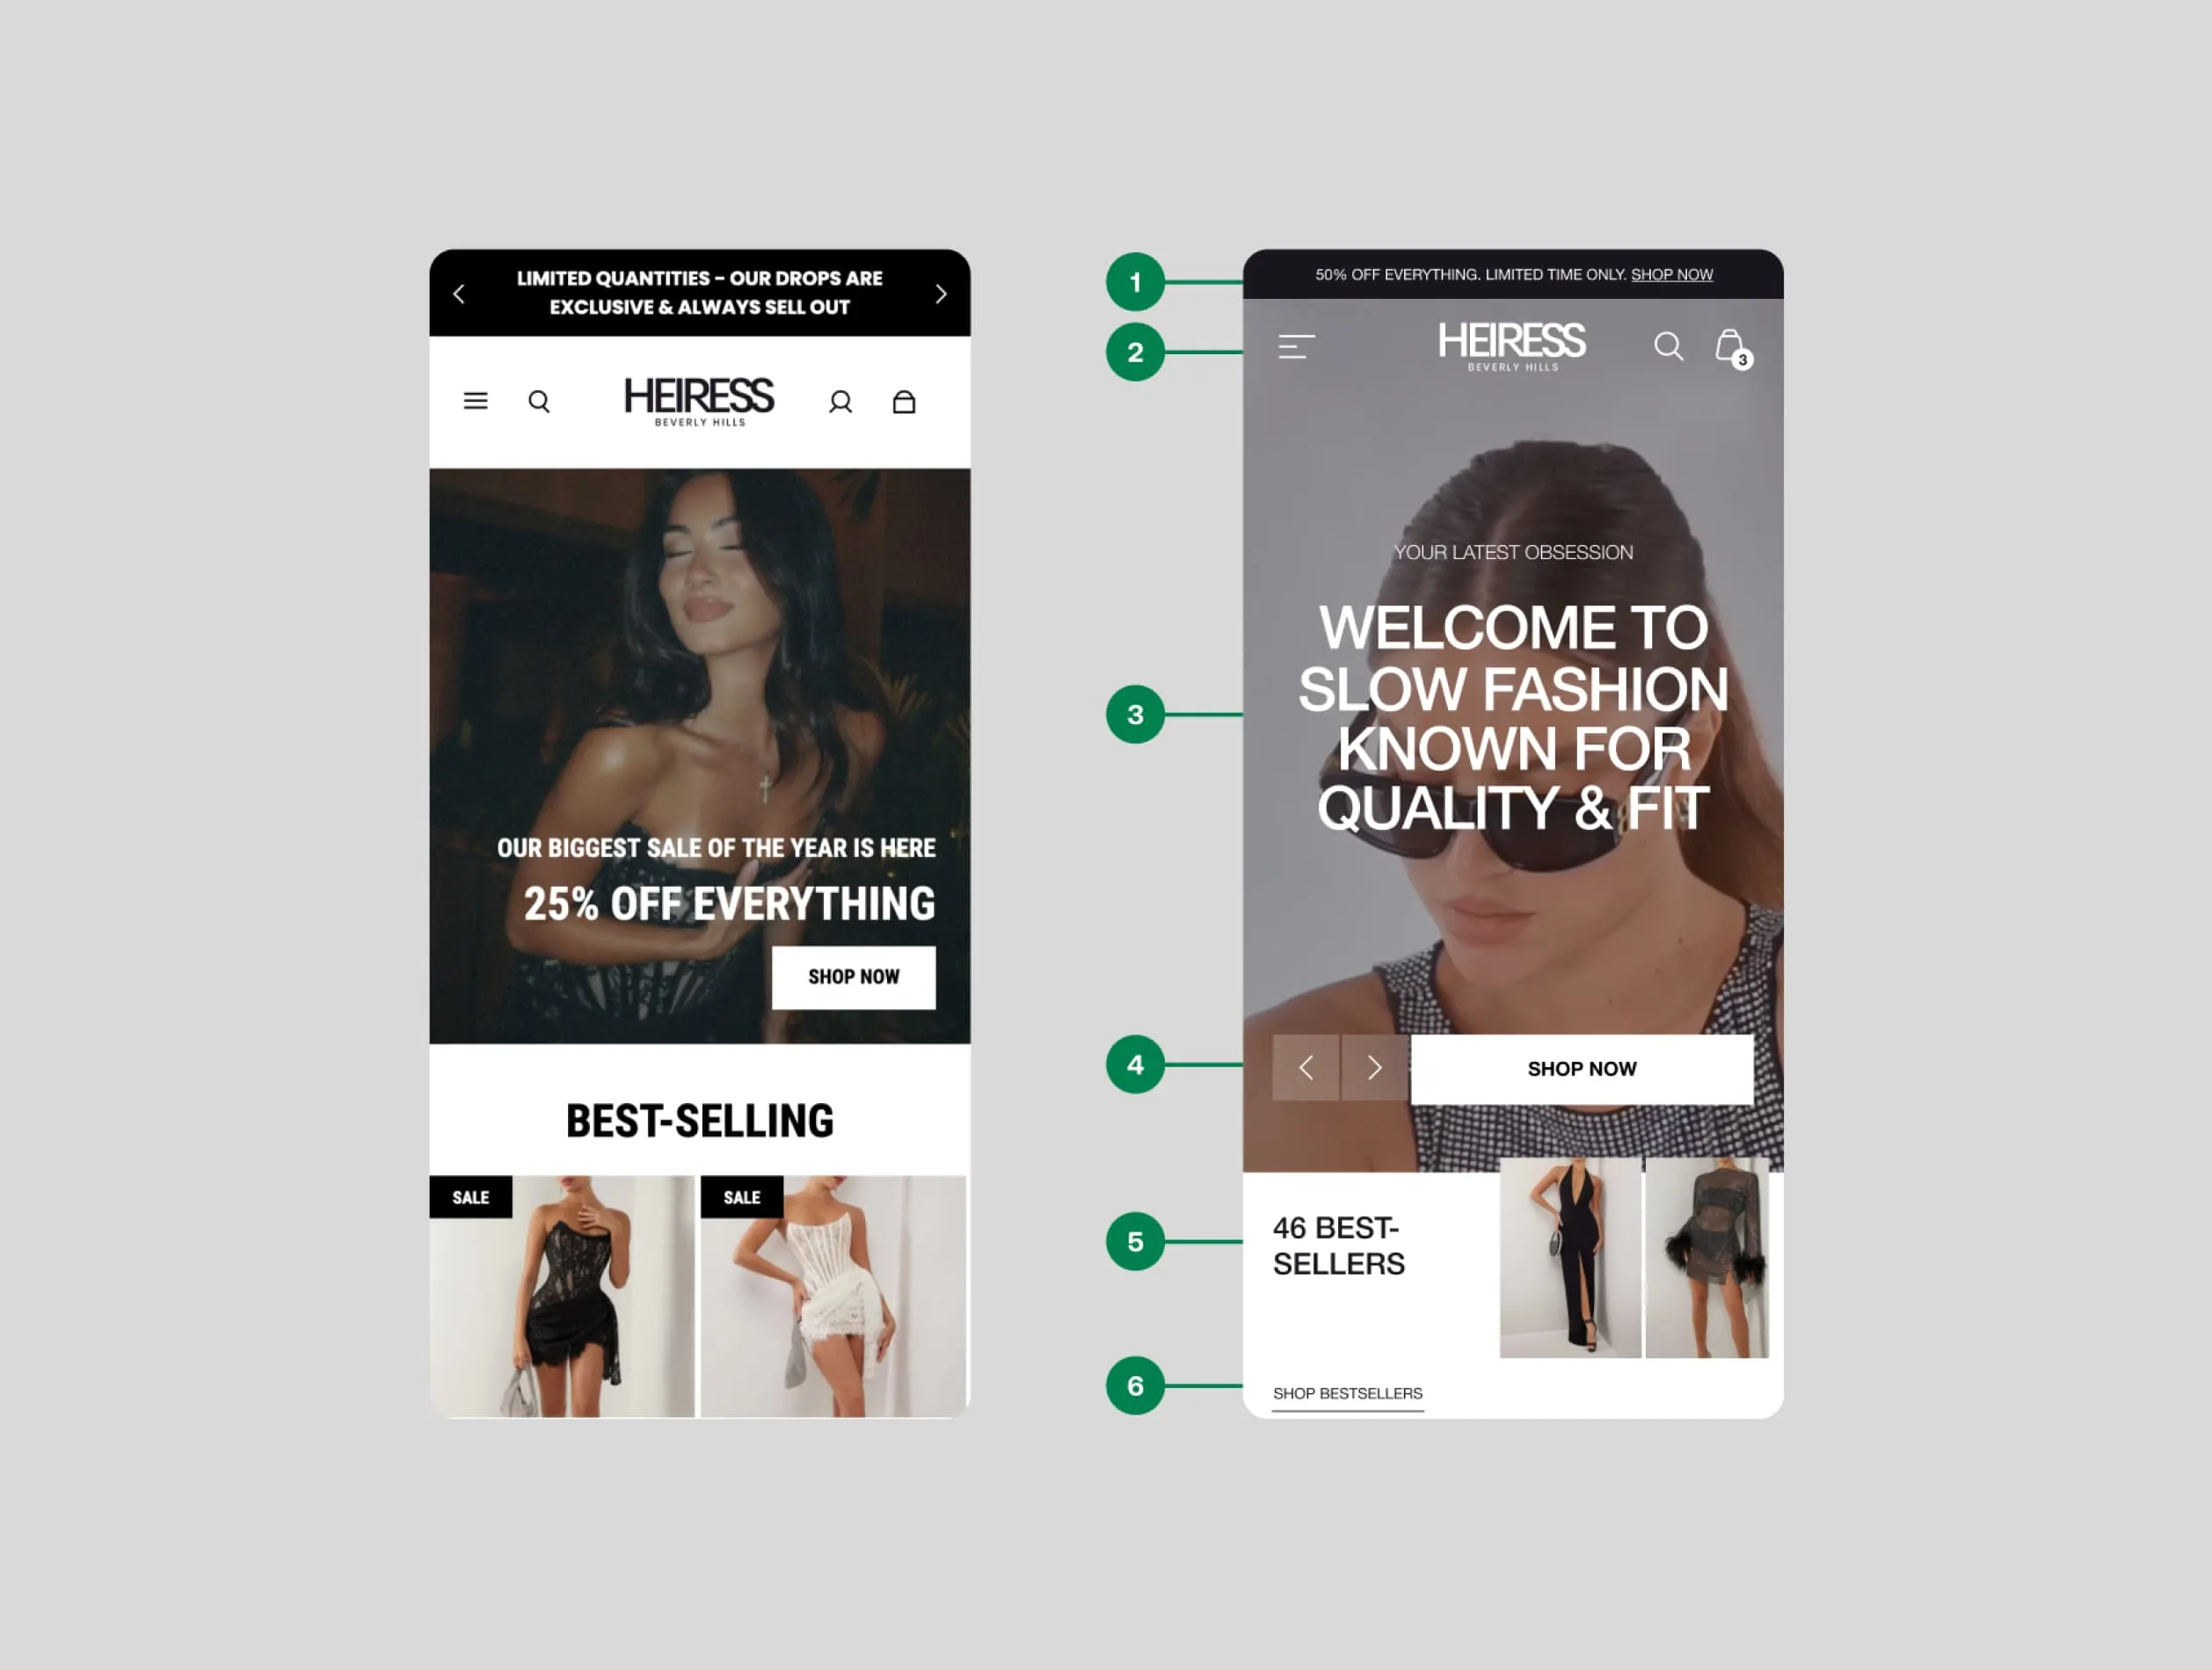 LIMITED QUANTITIES – OUR DROPS ARE
EXCLUSIVE & ALWAYS SELL OUT
HEIRESS
BEVERLY HILLS
OUR BIGGEST SALE OF THE YEAR IS HERE
25% OFF EVERYTHING
SHOP NOW
BEST-SELLING
SALE
SALE
1
2
3
4
5
6
50% OFF EVERYTHING. LIMITED TIME ONLY. SHOP NOW
HEIRESS
BEVERLY HILLS
3
YOUR LATEST OBSESSION
WELCOME TO
SLOW FASHION
KNOWN FOR
QUALITY & FIT
SHOP NOW
46 BEST-
SELLERS
SHOP BESTSELLERS